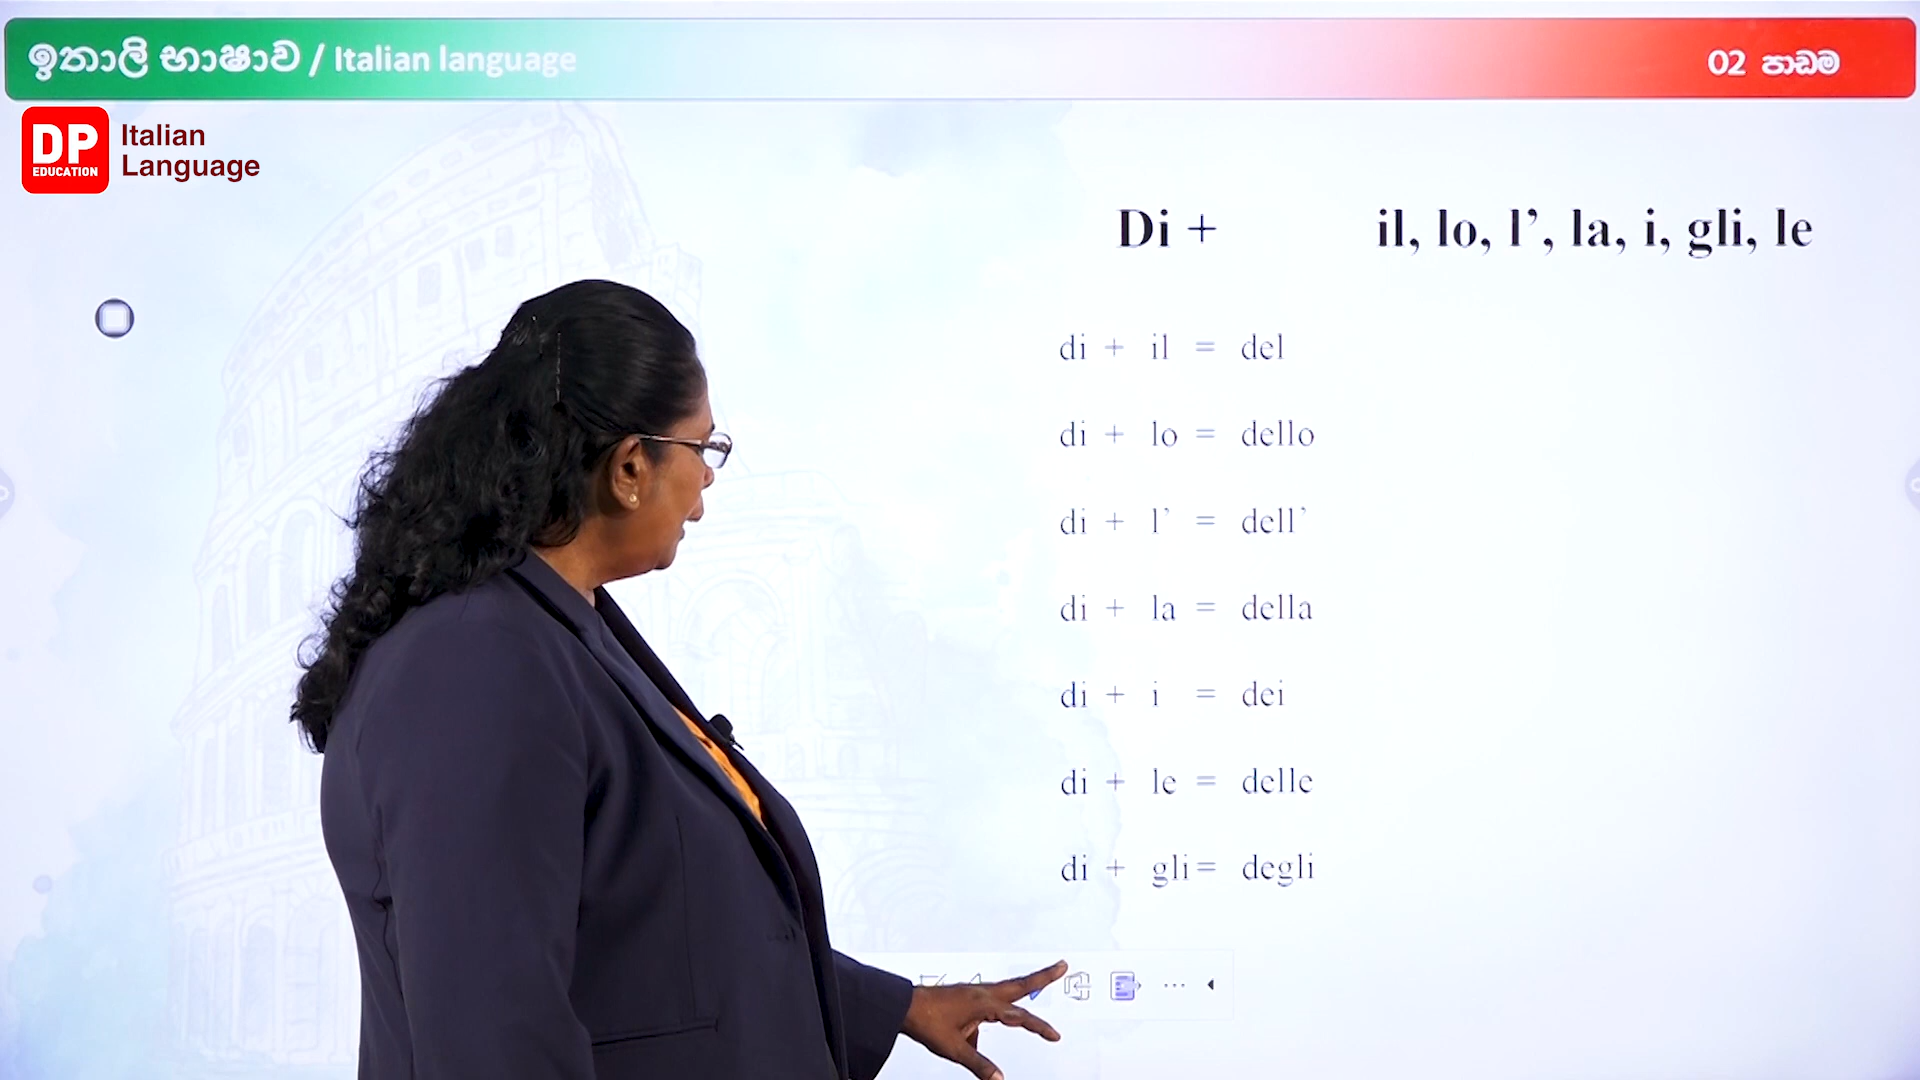 ඉතාලි භාෂාව / Italian language
02 පාඩම
DP
EDUCATION
Italian
Language
Di + il, lo, l’, la, i, gli, le
di + il = del
di + lo = dello
di + l’ = dell’
di + la = della
di + i = dei
di + le = delle
di + gli = degli